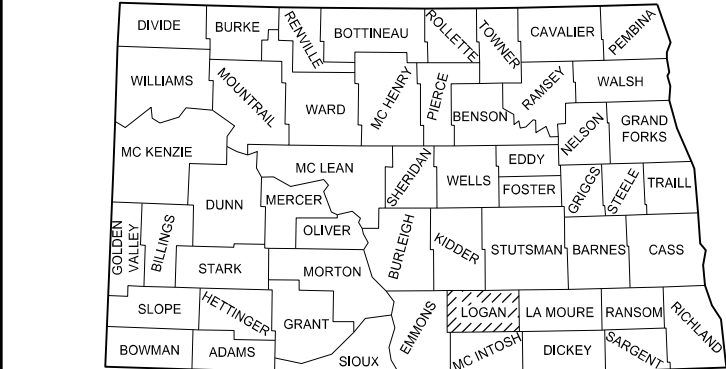 DIVIDE
BURKE
RENVILLE
BOTTINEAU
ROLLETTE
TOWNER
CAVALIER
PEMBINA
WILLIAMS
MOUNTRAIL
WARD
MC HENRY
PIERCE
BENSON
RAMSEY
WALSH
NELSON
GRAND
FORKS
MC KENZIE
MC LEAN
SHERIDAN
WELLS
EDDY
FOSTER
GRIGGS
STEELE
TRAILL
DUNN
MERCER
OLIVER
GOLDEN
VALLEY
BILLINGS
STARK
MORTON
BURLEIGH
KIDDER
STUTSMAN
BARNES
CASS
SLOPE
HETTINGER
GRANT
EMMONS
LOGAN
LA MOURE
RANSOM
RICHLAND
BOWMAN
ADAMS
SIOUX
MC INTOSH
DICKEY
SARGENT